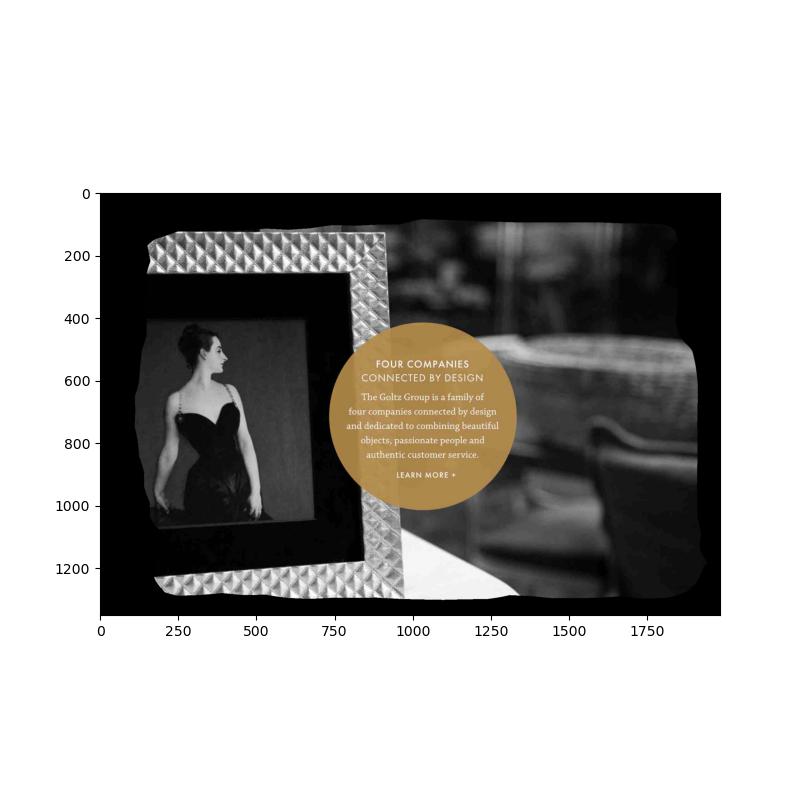 0
200
400
600
800
1000
1200
FOUR COMPANIES
CONNECTED BY DESIGN
The Goltz Group is a family of
four companies connected by design
and dedicated to combining beautiful
objects, passionate people and
authentic customer service.
LEARN MORE +
0 250 500 750 1000 1250 1500 1750